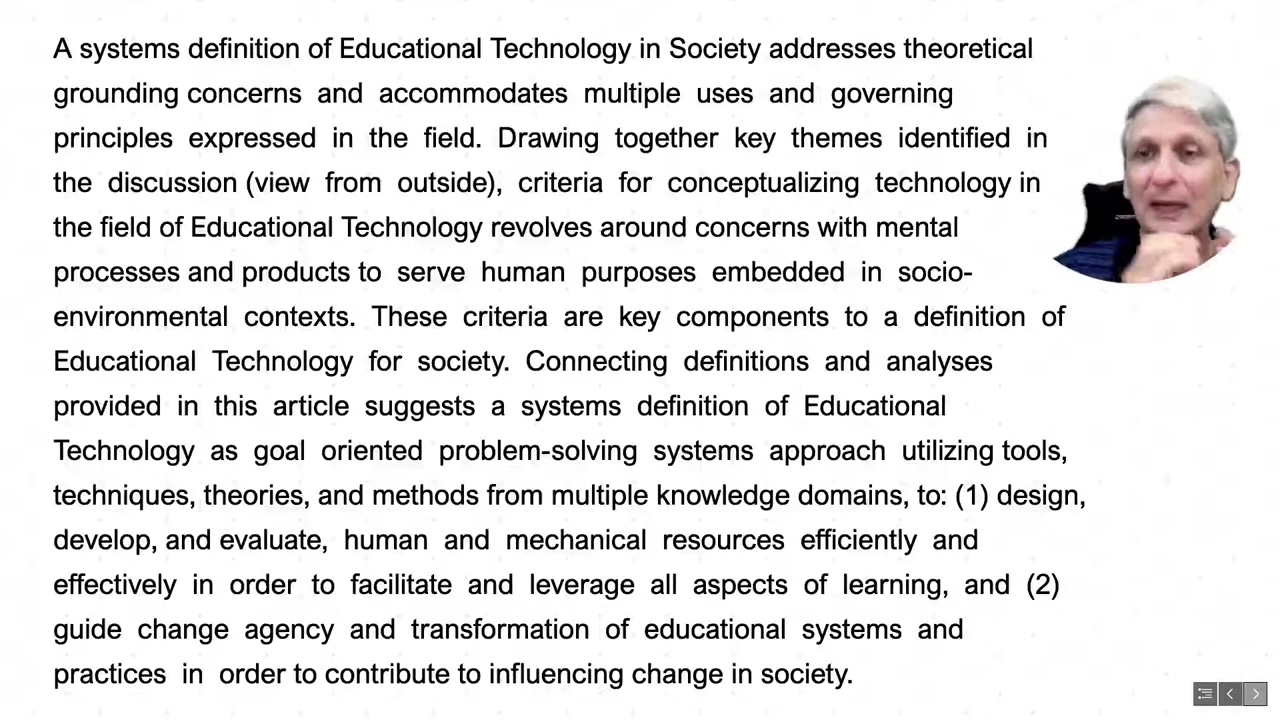 A systems definition of Educational Technology in Society addresses theoretical
grounding concerns and accommodates multiple uses and governing
principles expressed in the field. Drawing together key themes identified in
the discussion (view from outside), criteria for conceptualizing technology in
the field of Educational Technology revolves around concerns with mental
processes and products to serve human purposes embedded in socio-
environmental contexts. These criteria are key components to a definition of
Educational Technology for society. Connecting definitions and analyses
provided in this article suggests a systems definition of Educational
Technology as goal oriented problem-solving systems approach utilizing tools,
techniques, theories, and methods from multiple knowledge domains, to: (1) design,
develop, and evaluate, human and mechanical resources efficiently and
effectively in order to facilitate and leverage all aspects of learning, and (2)
guide change agency and transformation of educational systems and
practices in order to contribute to influencing change in society.